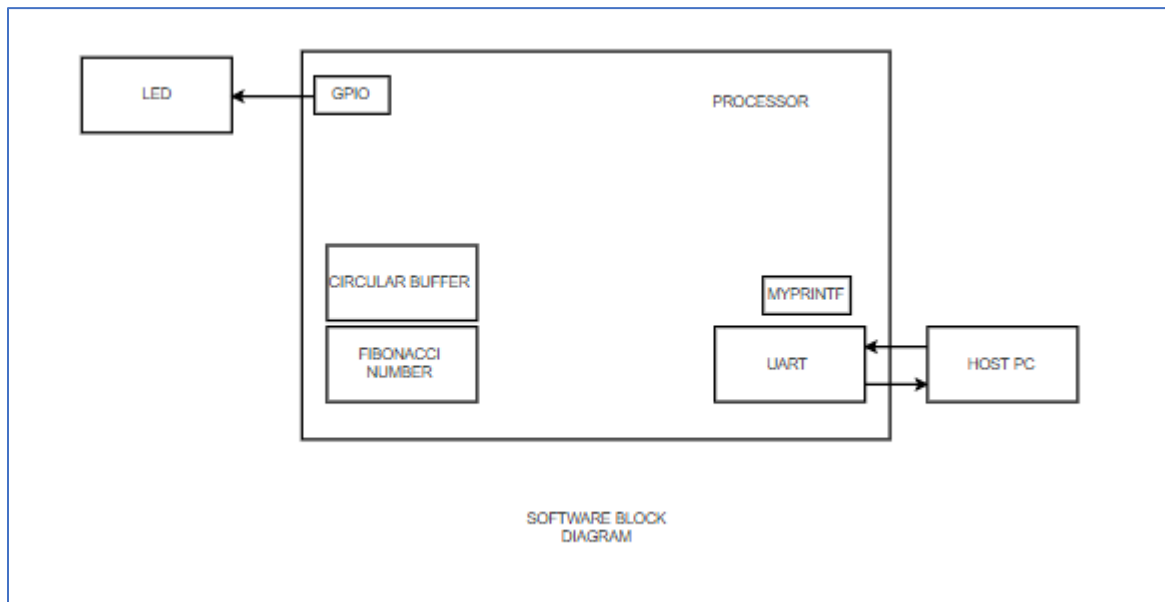 LED
GPIO
PROCESSOR
CIRCULAR BUFFER
MYPRINTF
FIBONACCI
NUMBER
UART
HOST PC
SOFTWARE BLOCK
DIAGRAM